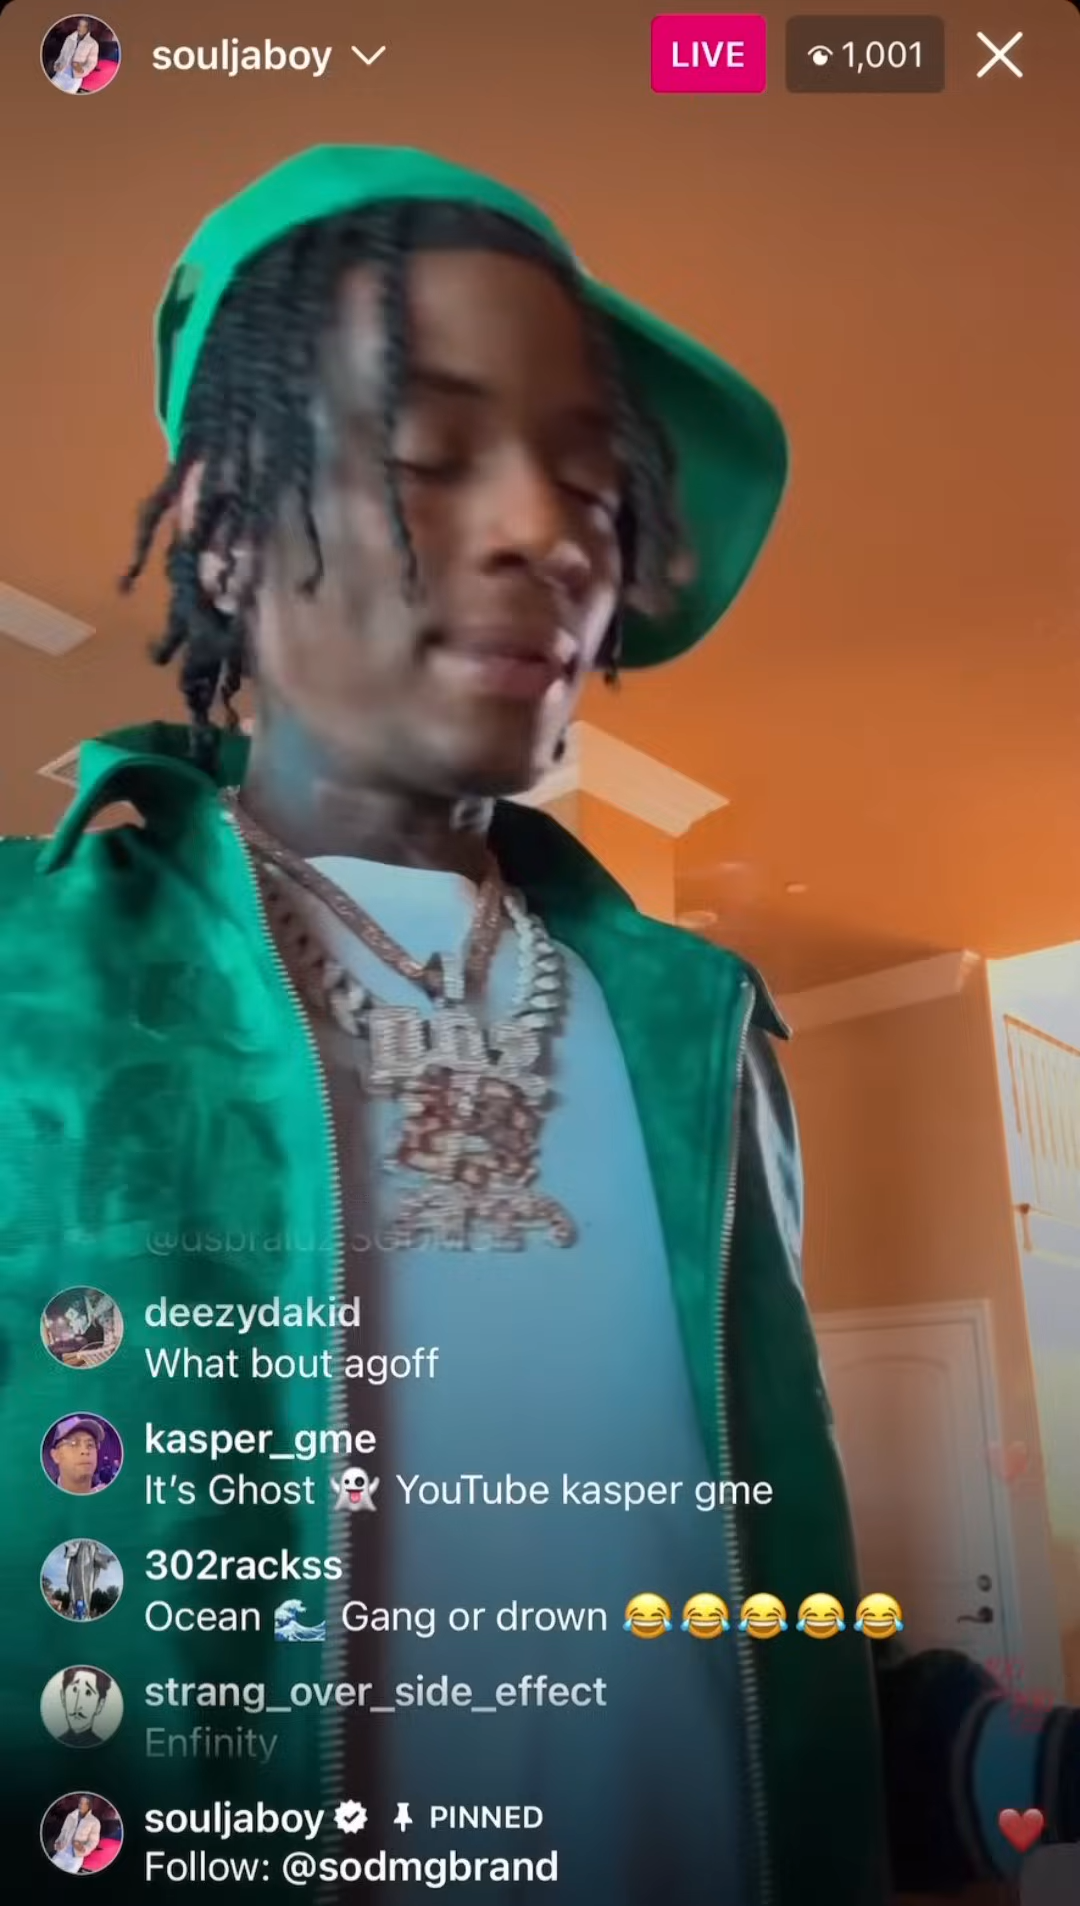 souljaboy
LIVE
1,001
deezydakid
What bout agoff
kasper_gme
It's Ghost 👻 YouTube kasper gme
302rackss
Ocean 🌊 Gang or drown 😂😂😂😂😂
strang_over_side_effect
Enfinity
souljaboy PINNED
Follow: @sodmgbrand